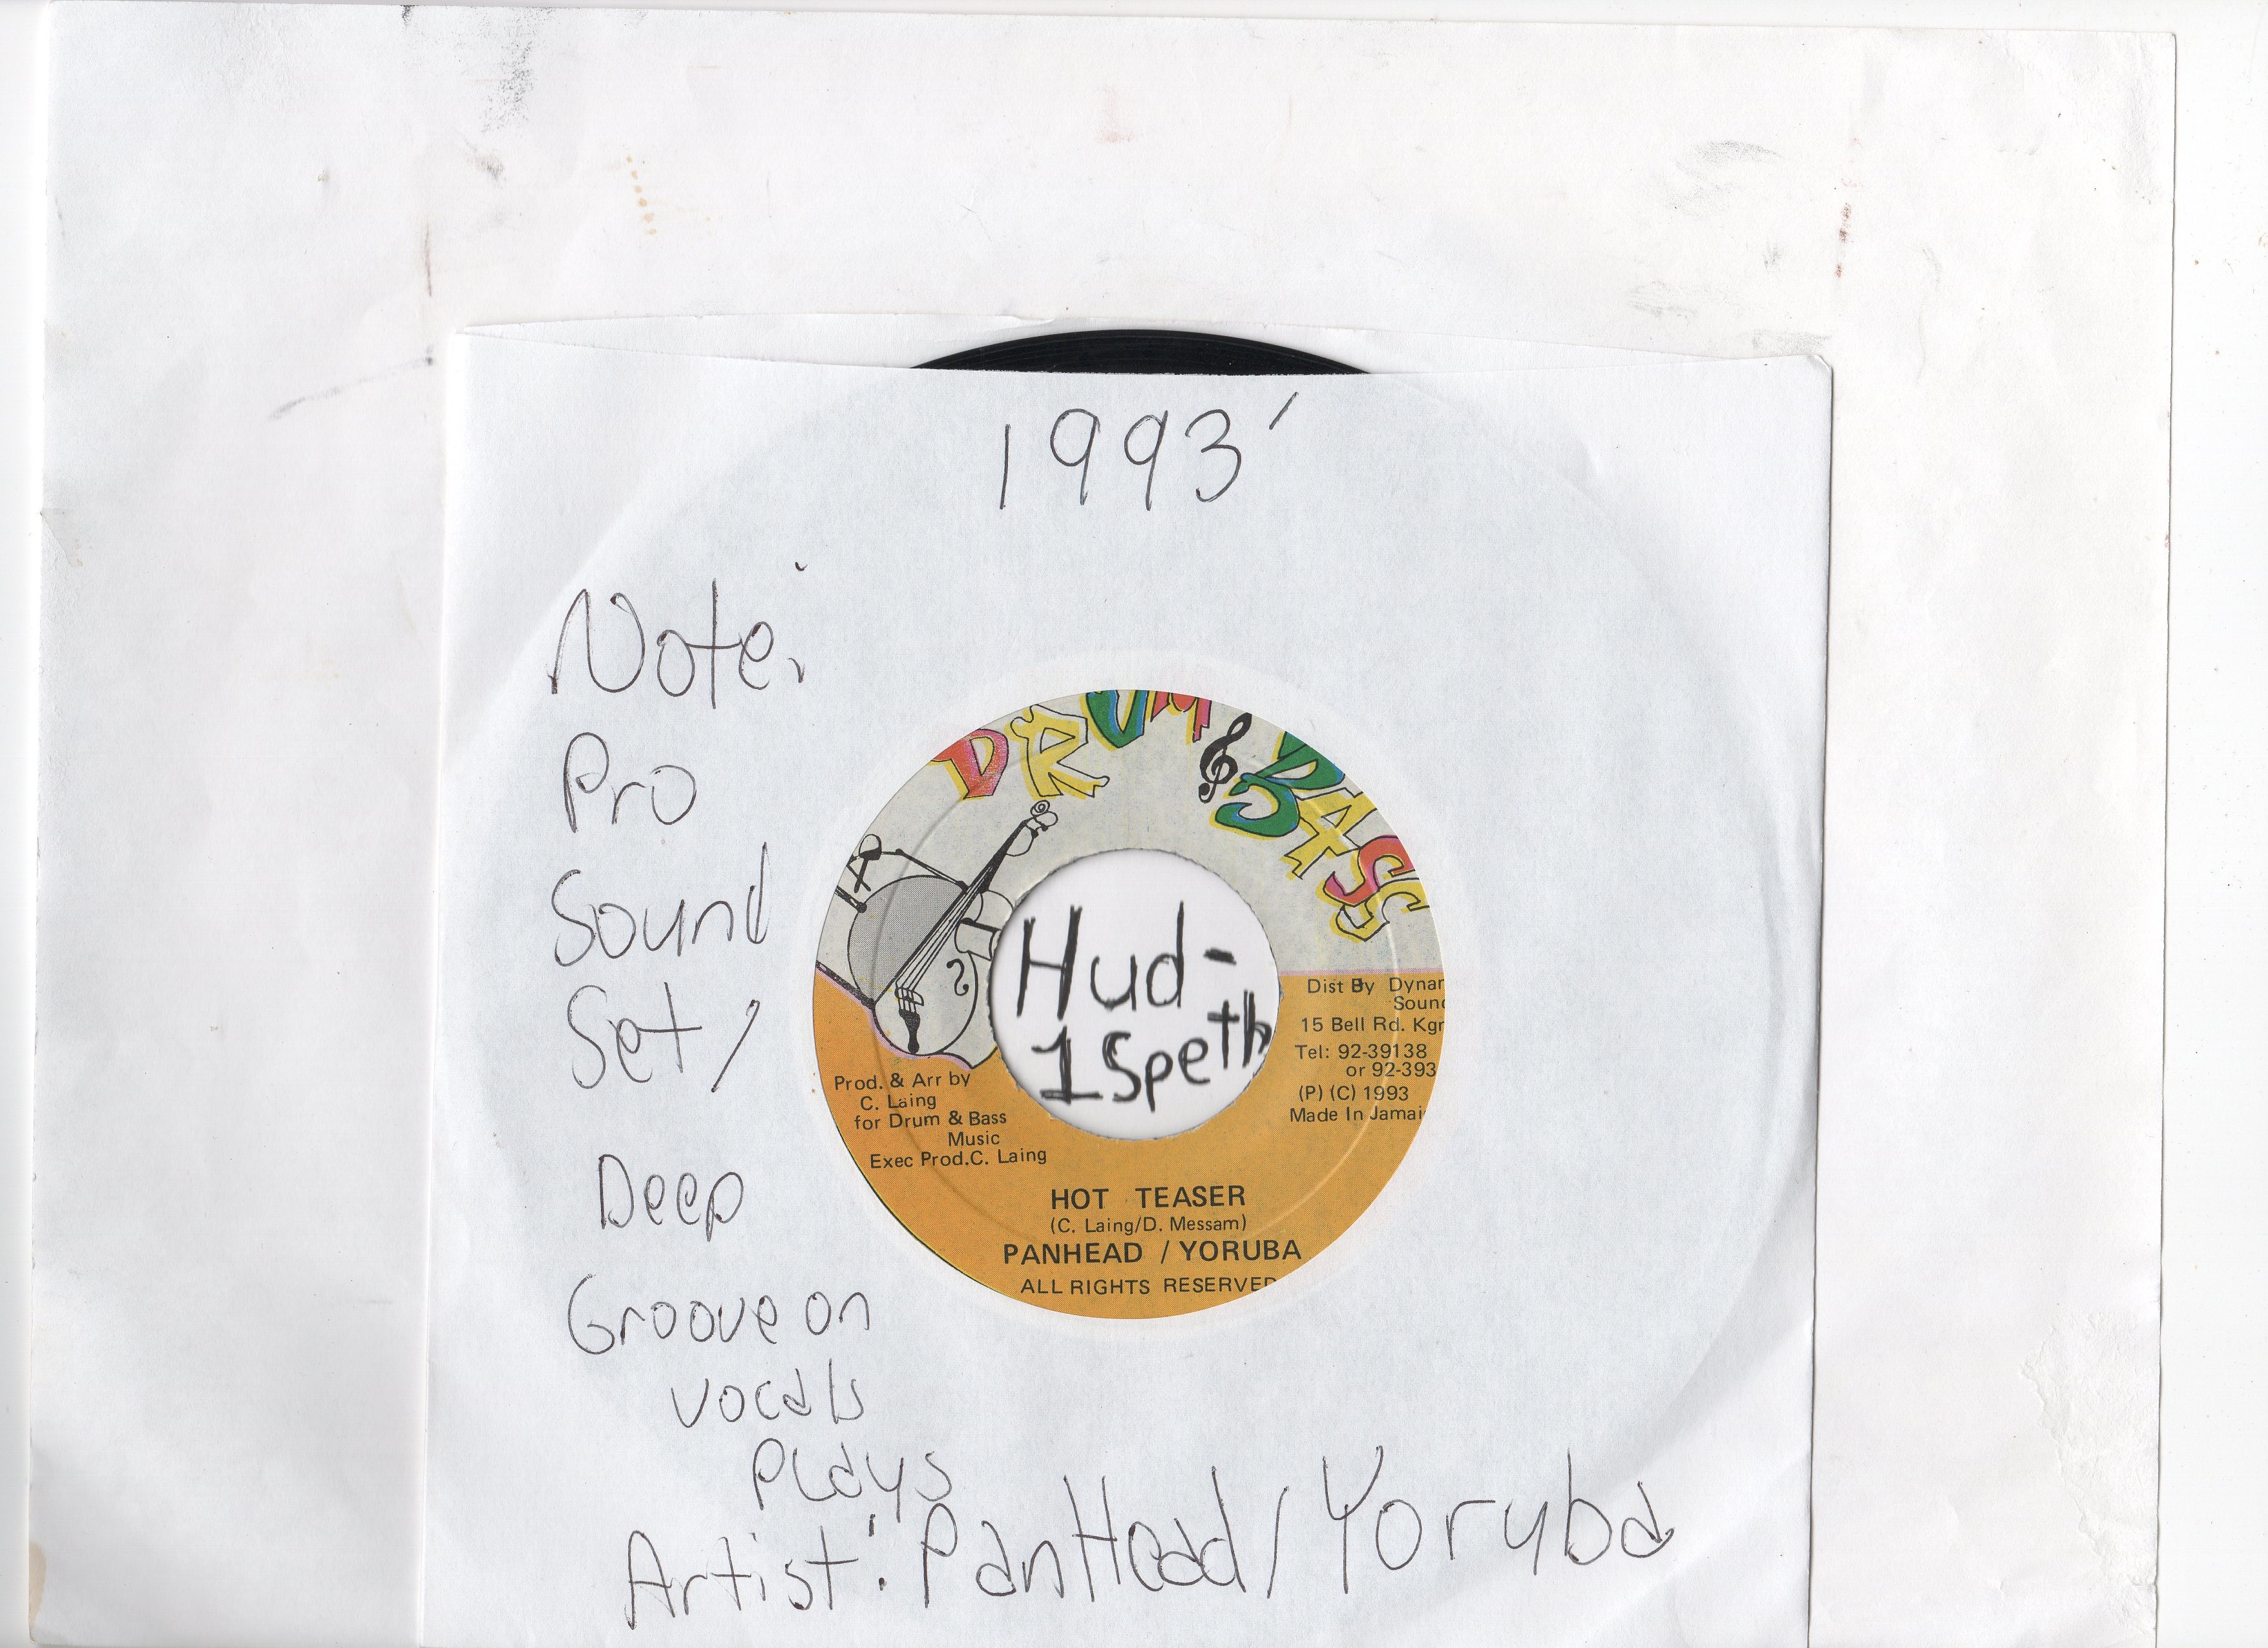 1993'
Note:
Pro
Sound
Set/
Deep
Groove on
vocals
Plays
Artist: PanHead/Yoruba
DRUM & BASS
Hud-
1Speth
Prod. & Arr by
C. Laing
for Drum & Bass
Music
Exec Prod.C. Laing
Dist By Dynam
Sound
15 Bell Rd. Kgn
Tel: 92-39138
or 92-393
(P) (C) 1993
Made In Jamai
HOT TEASER
(C. Laing/D. Messam)
PANHEAD / YORUBA
ALL RIGHTS RESERVED